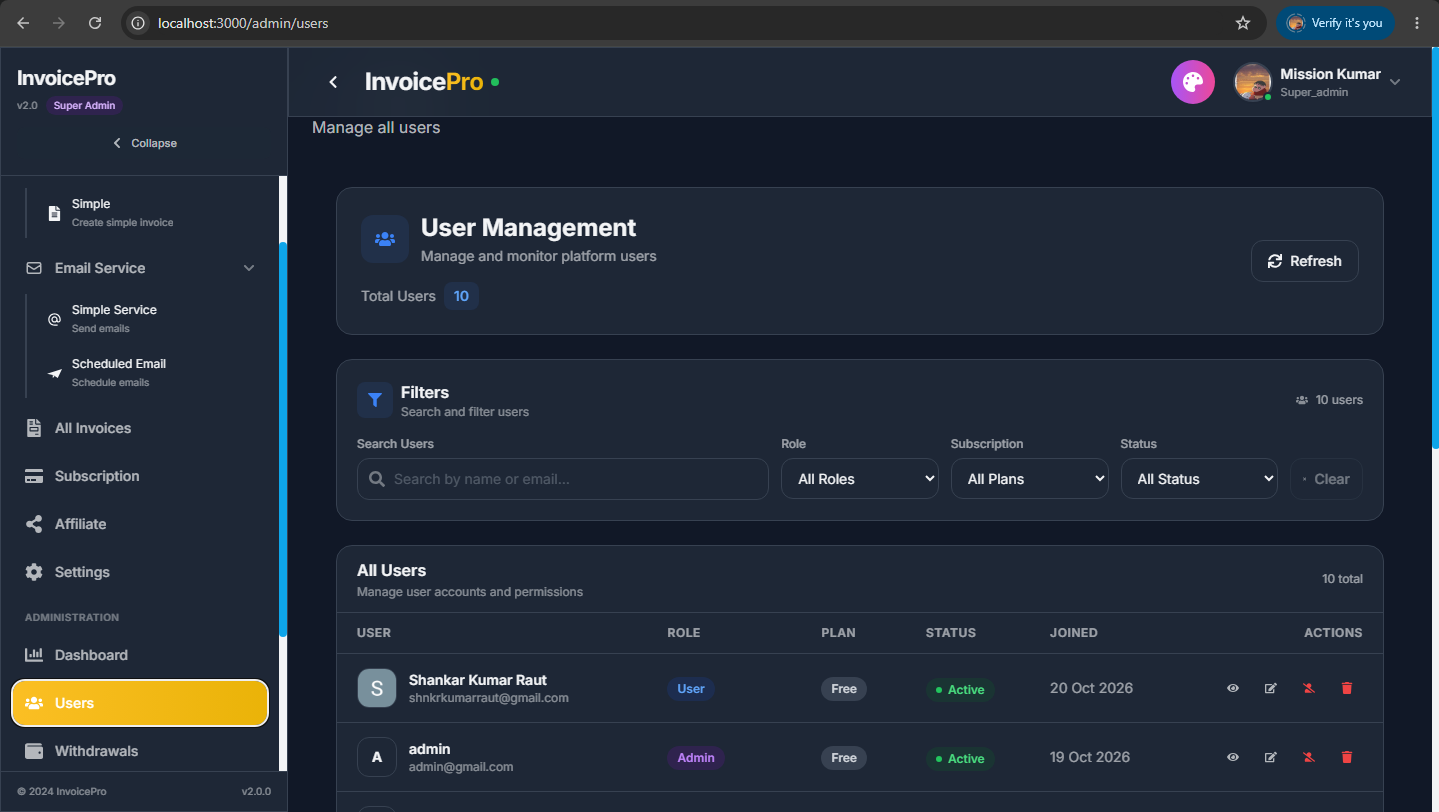 localhost:3000/admin/users
Verify it's you
InvoicePro
v2.0 Super Admin
Collapse
Simple
Create simple invoice
Email Service
Simple Service
Send emails
Scheduled Email
Schedule emails
All Invoices
Subscription
Affiliate
Settings
ADMINISTRATION
Dashboard
Users
Withdrawals
© 2024 InvoicePro v2.0.0
InvoicePro
Mission Kumar
Super_admin
Manage all users
User Management
Manage and monitor platform users
Total Users 10
Refresh
Filters
Search and filter users
10 users
Search Users Role Subscription Status
Search by name or email... All Roles All Plans All Status Clear
All Users
Manage user accounts and permissions
10 total
USER ROLE PLAN STATUS JOINED ACTIONS
S Shankar Kumar Raut User Free Active 20 Oct 2026
shnkrkumarraut@gmail.com
A admin Admin Free Active 19 Oct 2026
admin@gmail.com